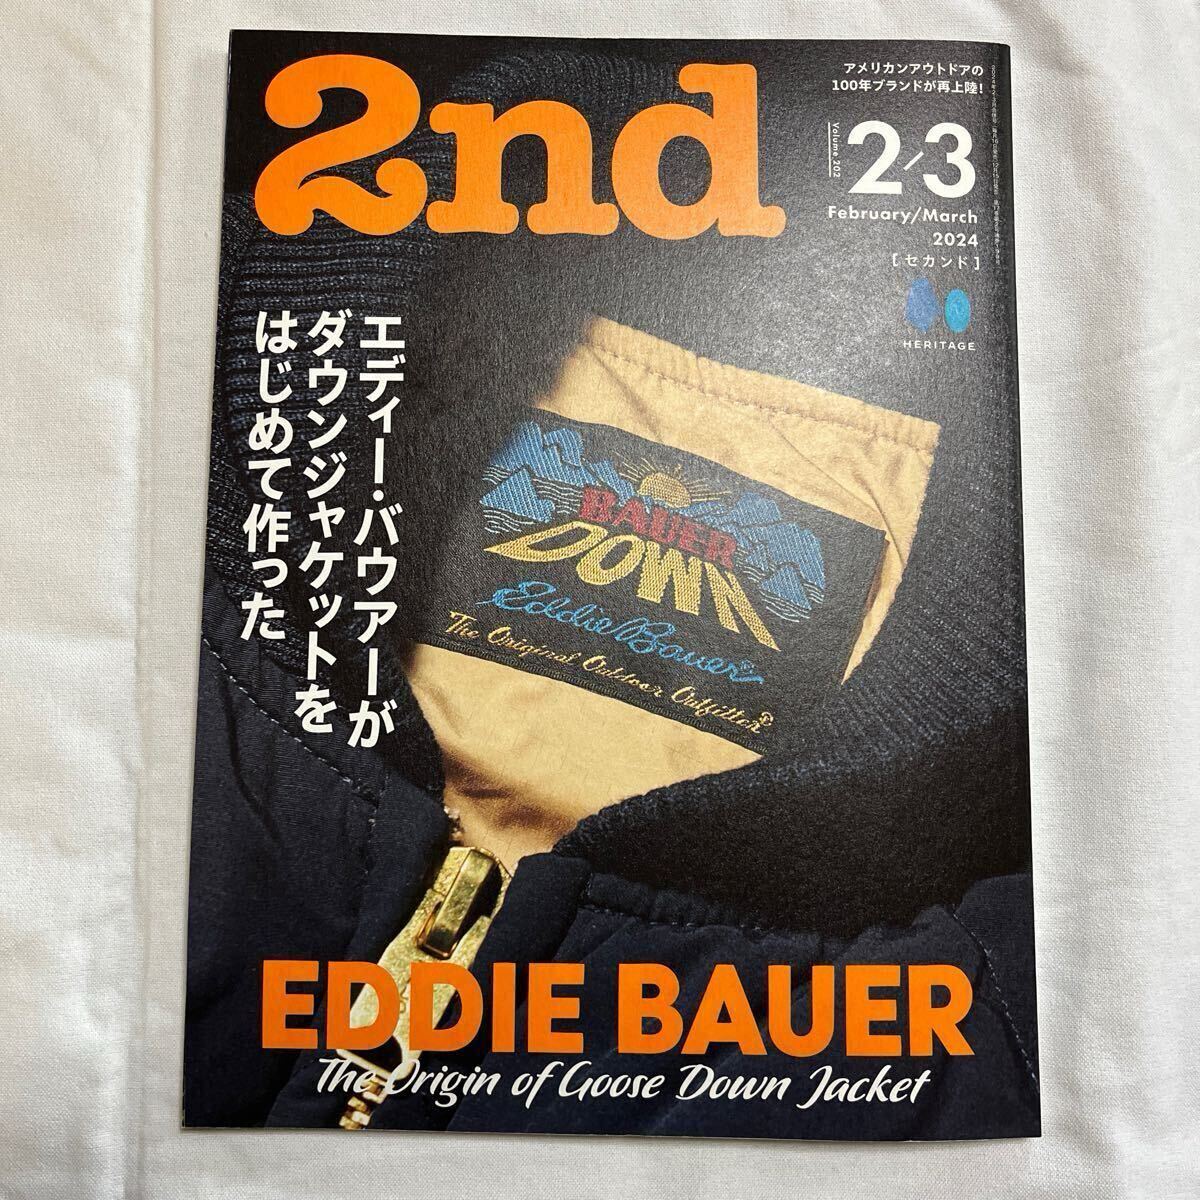 2nd
アメリカンアウトドアの
100年ブランドが再上陸!
Volume 202
2/3
February/March
2024
[セカンド]
HERITAGE
エディー・バウアーが
ダウンジャケットを
はじめて作った
BAUER
DOWN
Eddie Bauer
The Original Outdoor Outfitter®
EDDIE BAUER
The Origin of Goose Down Jacket